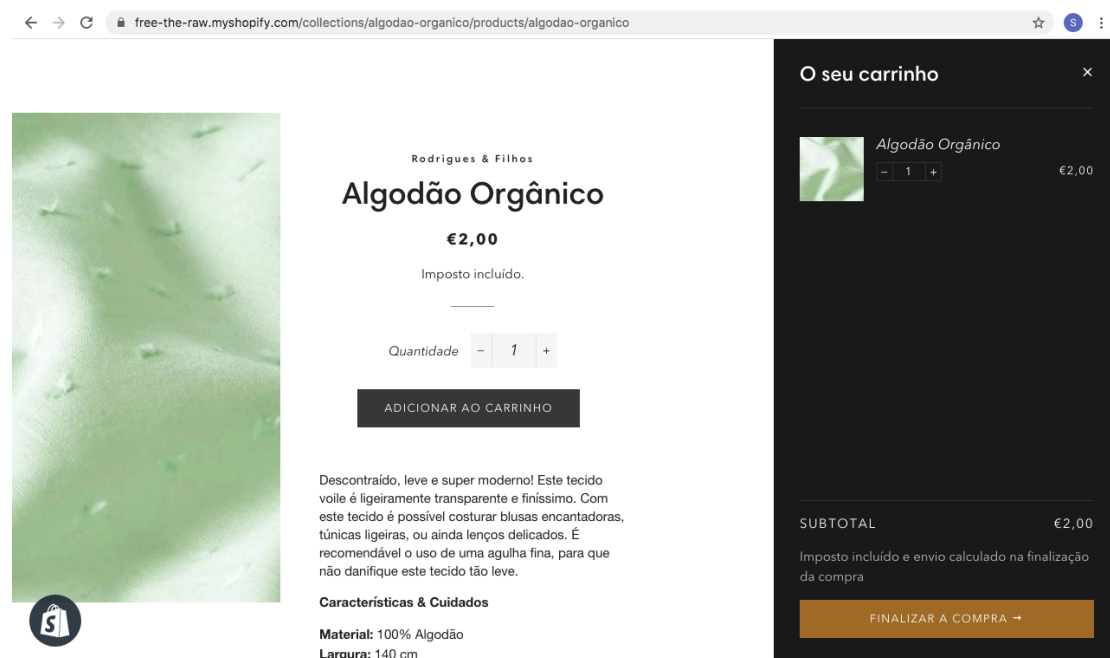 free-the-raw.myshopify.com/collections/algodao-organico/products/algodao-organico
S
Rodrigues & Filhos
Algodão Orgânico
€2,00
Imposto incluído.
Quantidade − 1 +
ADICIONAR AO CARRINHO
Descontraído, leve e super moderno! Este tecido
voile é ligeiramente transparente e finíssimo. Com
este tecido é possível costurar blusas encantadoras,
túnicas ligeiras, ou ainda lenços delicados. É
recomendável o uso de uma agulha fina, para que
não danifique este tecido tão leve.
Características & Cuidados
Material: 100% Algodão
Largura: 140 cm
S
O seu carrinho
Algodão Orgânico
− 1 + €2,00
SUBTOTAL €2,00
Imposto incluído e envio calculado na finalização
da compra
FINALIZAR A COMPRA →